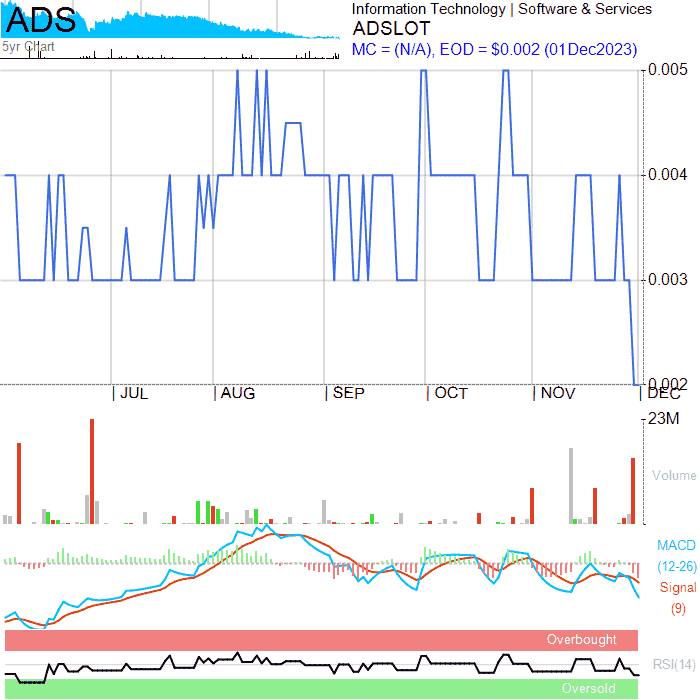 ADS
5yr Chart
Information Technology | Software & Services
ADSLOT
MC = (N/A), EOD = $0.002 (01Dec2023)
0.005
0.004
0.003
0.002
JUL AUG SEP OCT NOV DEC
23M
Volume
MACD
(12-26)
Signal
(9)
Overbought
RSI(14)
Oversold